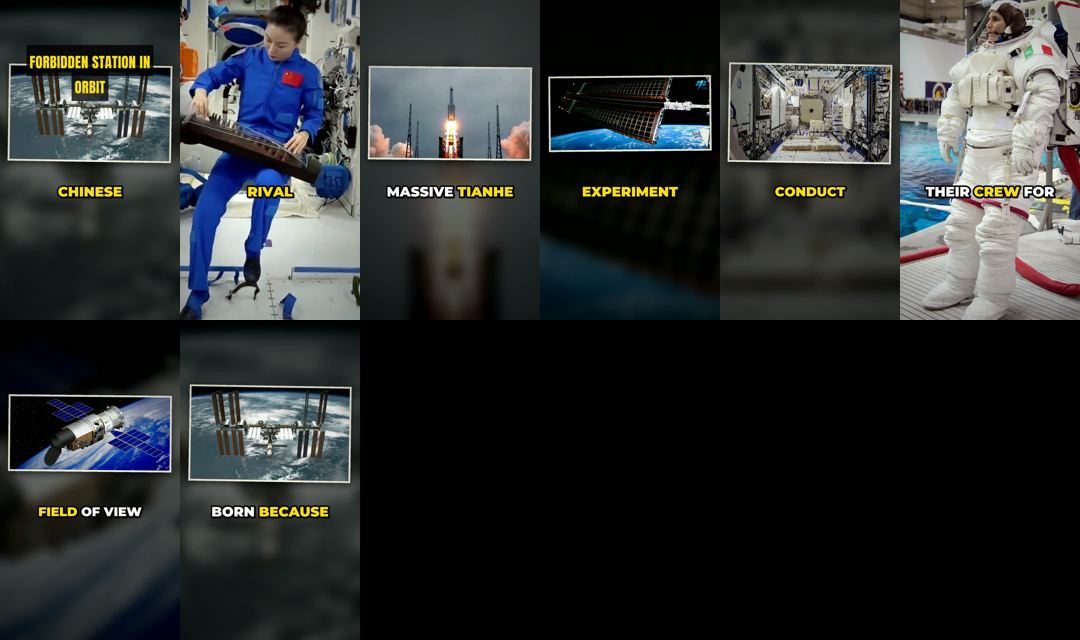 FORBIDDEN STATION IN
ORBIT
CHINESE
RIVAL
MASSIVE TIANHE
EXPERIMENT
CONDUCT
THEIR CREW FOR
FIELD OF VIEW
BORN BECAUSE